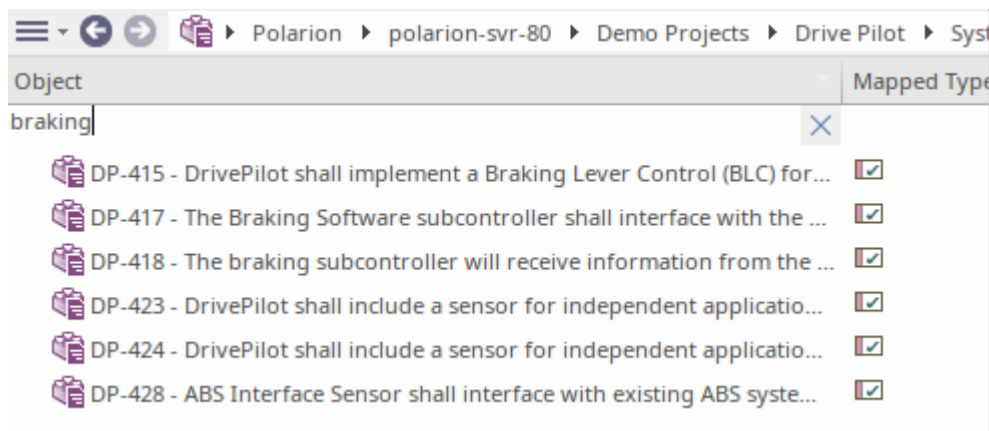 Polarion polarion-svr-80 Demo Projects Drive Pilot Syst
Object Mapped Type
braking
DP-415 - DrivePilot shall implement a Braking Lever Control (BLC) for...
DP-417 - The Braking Software subcontroller shall interface with the ...
DP-418 - The braking subcontroller will receive information from the ...
DP-423 - DrivePilot shall include a sensor for independent applicatio...
DP-424 - DrivePilot shall include a sensor for independent applicatio...
DP-428 - ABS Interface Sensor shall interface with existing ABS syste...